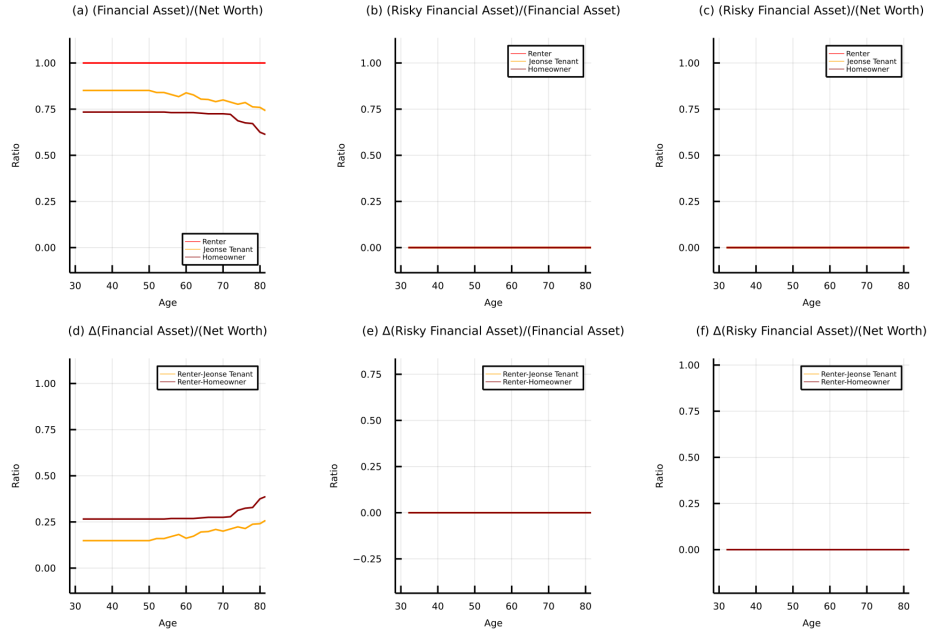 (a) (Financial Asset)/(Net Worth)
1.00
0.75
0.50
0.25
0.00
Ratio
30 40 50 60 70 80
Age
Renter
Jeonse Tenant
Homeowner
(b) (Risky Financial Asset)/(Financial Asset)
1.00
0.75
0.50
0.25
0.00
Ratio
30 40 50 60 70 80
Age
Renter
Jeonse Tenant
Homeowner
(c) (Risky Financial Asset)/(Net Worth)
1.00
0.75
0.50
0.25
0.00
Ratio
30 40 50 60 70 80
Age
Renter
Jeonse Tenant
Homeowner
(d) Δ(Financial Asset)/(Net Worth)
1.00
0.75
0.50
0.25
0.00
Ratio
30 40 50 60 70 80
Age
Renter-Jeonse Tenant
Renter-Homeowner
(e) Δ(Risky Financial Asset)/(Financial Asset)
0.75
0.50
0.25
0.00
−0.25
Ratio
30 40 50 60 70 80
Age
Renter-Jeonse Tenant
Renter-Homeowner
(f) Δ(Risky Financial Asset)/(Net Worth)
1.00
0.75
0.50
0.25
0.00
Ratio
30 40 50 60 70 80
Age
Renter-Jeonse Tenant
Renter-Homeowner